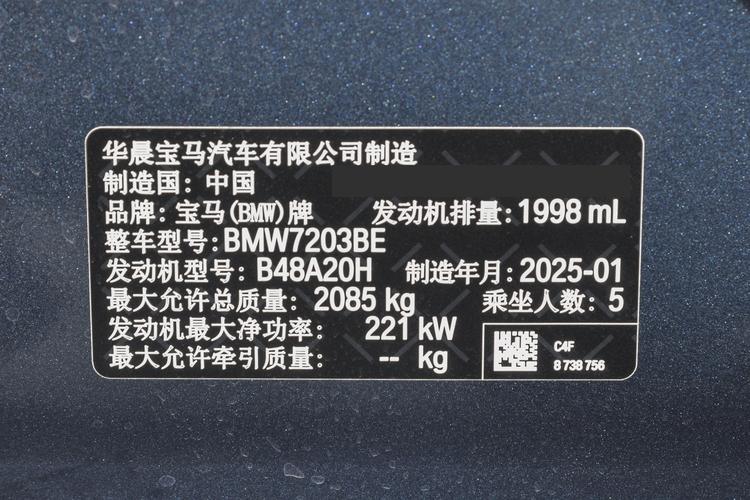 华晨宝马汽车有限公司制造
制造国：中国
品牌：宝马(BMW)牌 发动机排量：1998 mL
整车型号：BMW7203BE
发动机型号：B48A20H 制造年月：2025-01
最大允许总质量：2085 kg 乘坐人数：5
发动机最大净功率：221 kW
最大允许牵引质量：-- kg
C4F
8 738 756